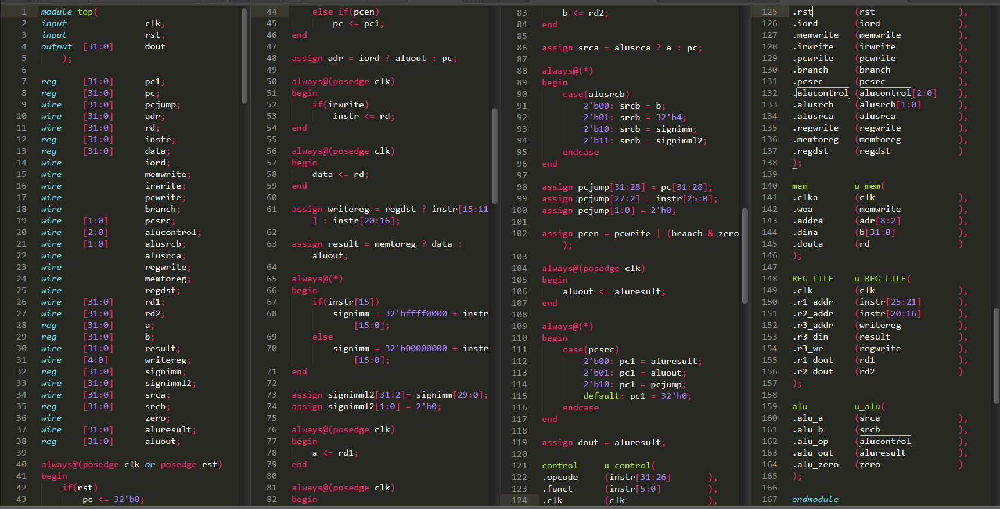 1 module top(
2 input clk,
3 input rst,
4 output [31:0] dout
5 );
6
7 reg [31:0] pc1;
8 reg [31:0] pc;
9 wire [31:0] pcjump;
10 wire [31:0] adr;
11 wire [31:0] rd;
12 reg [31:0] instr;
13 reg [31:0] data;
14 wire iord;
15 wire memwrite;
16 wire irwrite;
17 wire pcwrite;
18 wire branch;
19 wire [1:0] pcsrc;
20 wire [2:0] alucontrol;
21 wire [1:0] alusrcb;
22 wire alusrca;
23 wire regwrite;
24 wire memtoreg;
25 wire regdst;
26 wire [31:0] rd1;
27 wire [31:0] rd2;
28 reg [31:0] a;
29 reg [31:0] b;
30 wire [31:0] result;
31 wire [4:0] writereg;
32 reg [31:0] signimm;
33 wire [31:0] signimml2;
34 wire [31:0] srca;
35 reg [31:0] srcb;
36 wire zero;
37 wire [31:0] aluresult;
38 reg [31:0] aluout;
39
40 always@(posedge clk or posedge rst)
41 begin
42 if(rst)
43 pc <= 32'b0;
44 else if(pcen)
45 pc <= pc1;
46 end
47
48 assign adr = iord ? aluout : pc;
49
50 always@(posedge clk)
51 begin
52 if(irwrite)
53 instr <= rd;
54 end
55
56 always@(posedge clk)
57 begin
58 data <= rd;
59 end
60
61 assign writereg = regdst ? instr[15:11
] : instr[20:16];
62
63 assign result = memtoreg ? data :
aluout;
64
65 always@(*)
66 begin
67 if(instr[15])
68 signimm = 32'hffff0000 + instr
[15:0];
69 else
70 signimm = 32'h00000000 + instr
[15:0];
71 end
72
73 assign signimml2[31:2]= signimm[29:0];
74 assign signimml2[1:0] = 2'h0;
75
76 always@(posedge clk)
77 begin
78 a <= rd1;
79 end
80
81 always@(posedge clk)
82 begin
83 b <= rd2;
84 end
85
86 assign srca = alusrca ? a : pc;
87
88 always@(*)
89 begin
90 case(alusrcb)
91 2'b00: srcb = b;
92 2'b01: srcb = 32'h4;
93 2'b10: srcb = signimm;
94 2'b11: srcb = signimml2;
95 endcase
96 end
97
98 assign pcjump[31:28] = pc[31:28];
99 assign pcjump[27:2] = instr[25:0];
100 assign pcjump[1:0] = 2'h0;
101
102 assign pcen = pcwrite | (branch & zero
);
103
104 always@(posedge clk)
105 begin
106 aluout <= aluresult;
107 end
108
109 always@(*)
110 begin
111 case(pcsrc)
112 2'b00: pc1 = aluresult;
113 2'b01: pc1 = aluout;
114 2'b10: pc1 = pcjump;
115 default: pc1 = 32'h0;
116 endcase
117 end
118
119 assign dout = aluresult;
120
121 control u_control(
122 .opcode (instr[31:26] ),
123 .funct (instr[5:0] ),
124 .clk (clk ),
125 .rst (rst ),
126 .iord (iord ),
127 .memwrite (memwrite ),
128 .irwrite (irwrite ),
129 .pcwrite (pcwrite ),
130 .branch (branch ),
131 .pcsrc (pcsrc ),
132 .alucontrol (alucontrol[2:0] ),
133 .alusrcb (alusrcb[1:0] ),
134 .alusrca (alusrca ),
135 .regwrite (regwrite ),
136 .memtoreg (memtoreg ),
137 .regdst (regdst )
138 );
139
140 mem u_mem(
141 .clka (clk ),
142 .wea (memwrite ),
143 .addra (adr[8:2] ),
144 .dina (b[31:0] ),
145 .douta (rd )
146 );
147
148 REG_FILE u_REG_FILE(
149 .clk (clk ),
150 .r1_addr (instr[25:21] ),
151 .r2_addr (instr[20:16] ),
152 .r3_addr (writereg ),
153 .r3_din (result ),
154 .r3_wr (regwrite ),
155 .r1_dout (rd1 ),
156 .r2_dout (rd2 )
157 );
158
159 alu u_alu(
160 .alu_a (srca ),
161 .alu_b (srcb ),
162 .alu_op (alucontrol ),
163 .alu_out (aluresult ),
164 .alu_zero (zero )
165 );
166
167 endmodule